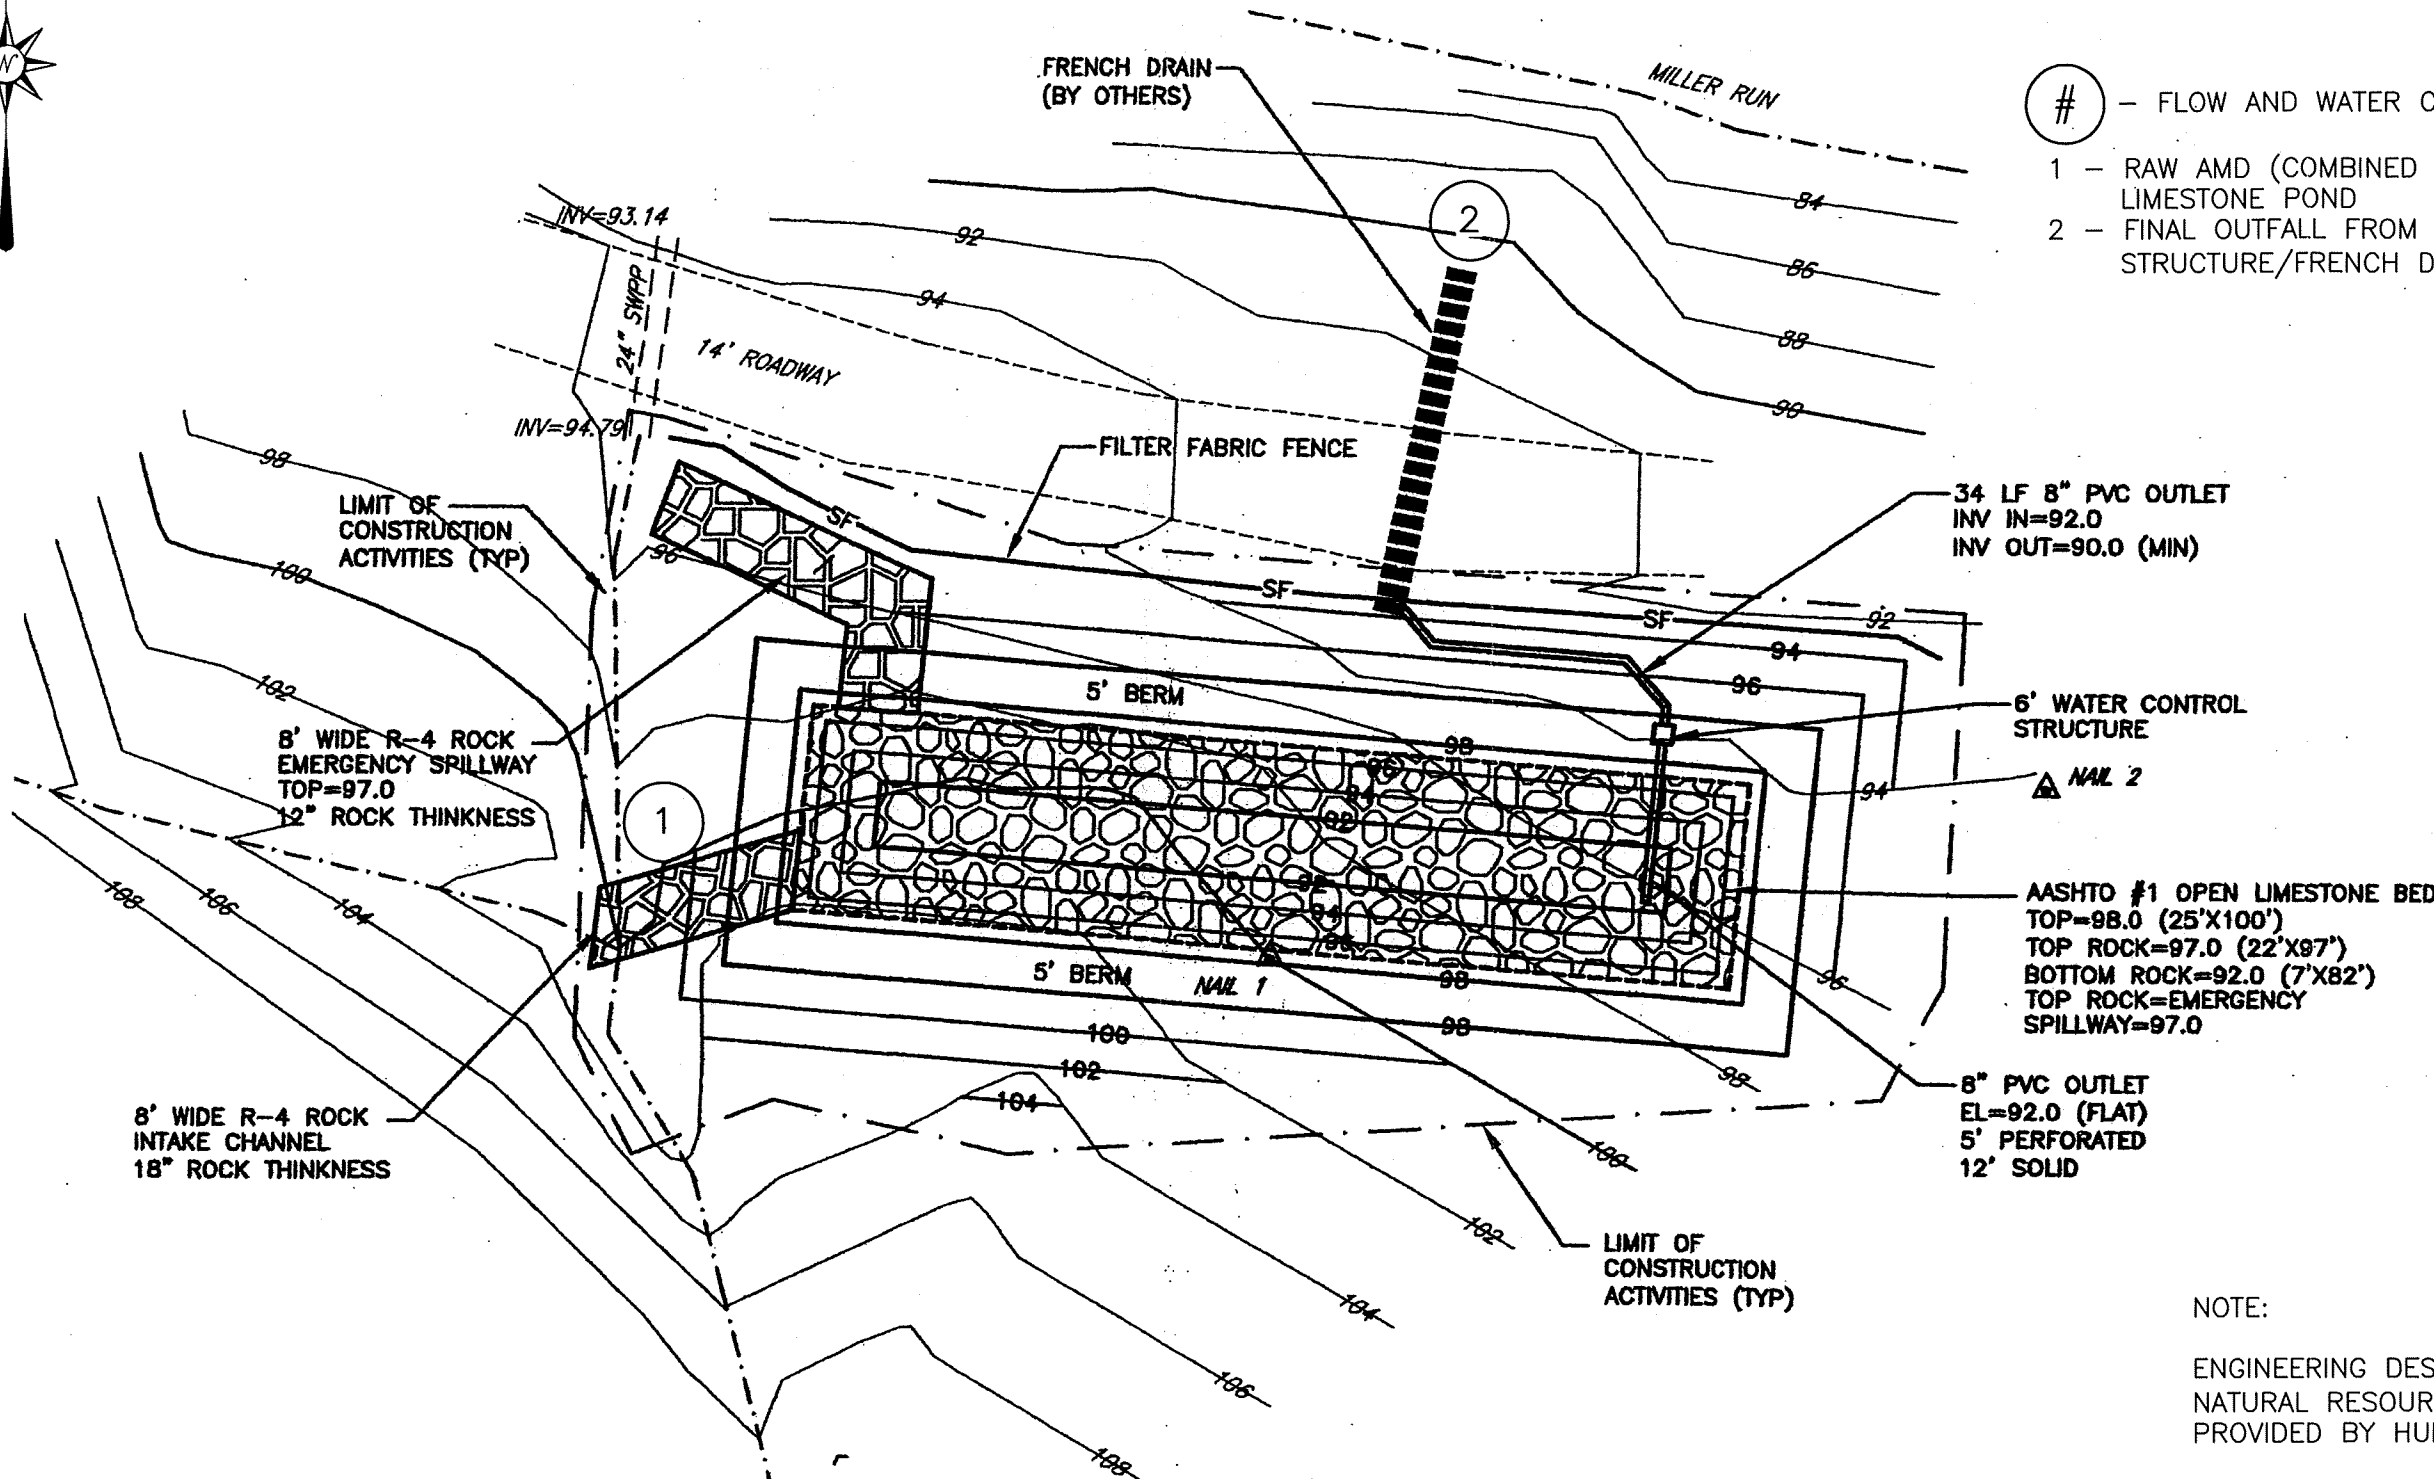 N
FRENCH DRAIN
(BY OTHERS)
MILLER RUN
# – FLOW AND WATER
1 – RAW AMD (COMBINED
LIMESTONE POND
2 – FINAL OUTFALL FROM
STRUCTURE/FRENCH
2
84
86
88
90
INV=93.14
92
94
24" SWPP
14' ROADWAY
INV=94.79
98
FILTER FABRIC FENCE
LIMIT OF
CONSTRUCTION
ACTIVITIES (TYP)
SF
96
100
SF
SF
92
34 LF 8" PVC OUTLET
INV IN=92.0
INV OUT=90.0 (MIN)
94
96
102
5' BERM
6' WATER CONTROL
STRUCTURE
8' WIDE R-4 ROCK
EMERGENCY SPILLWAY
TOP=97.0
12" ROCK THINKNESS
98
96
94
92
NAIL 2
94
1
108
106
104
92
94
96
AASHTO #1 OPEN LIMESTONE BED
TOP=98.0 (25'X100')
TOP ROCK=97.0 (22'X97')
BOTTOM ROCK=92.0 (7'X82')
TOP ROCK=EMERGENCY
SPILLWAY=97.0
5' BERM
NAIL 1
98
96
100
98
102
98
104
8" PVC OUTLET
EL=92.0 (FLAT)
5' PERFORATED
12' SOLID
8' WIDE R-4 ROCK
INTAKE CHANNEL
18" ROCK THINKNESS
100
102
LIMIT OF
CONSTRUCTION
ACTIVITIES (TYP)
104
106
108
NOTE:
ENGINEERING
NATURAL
PROVIDED BY